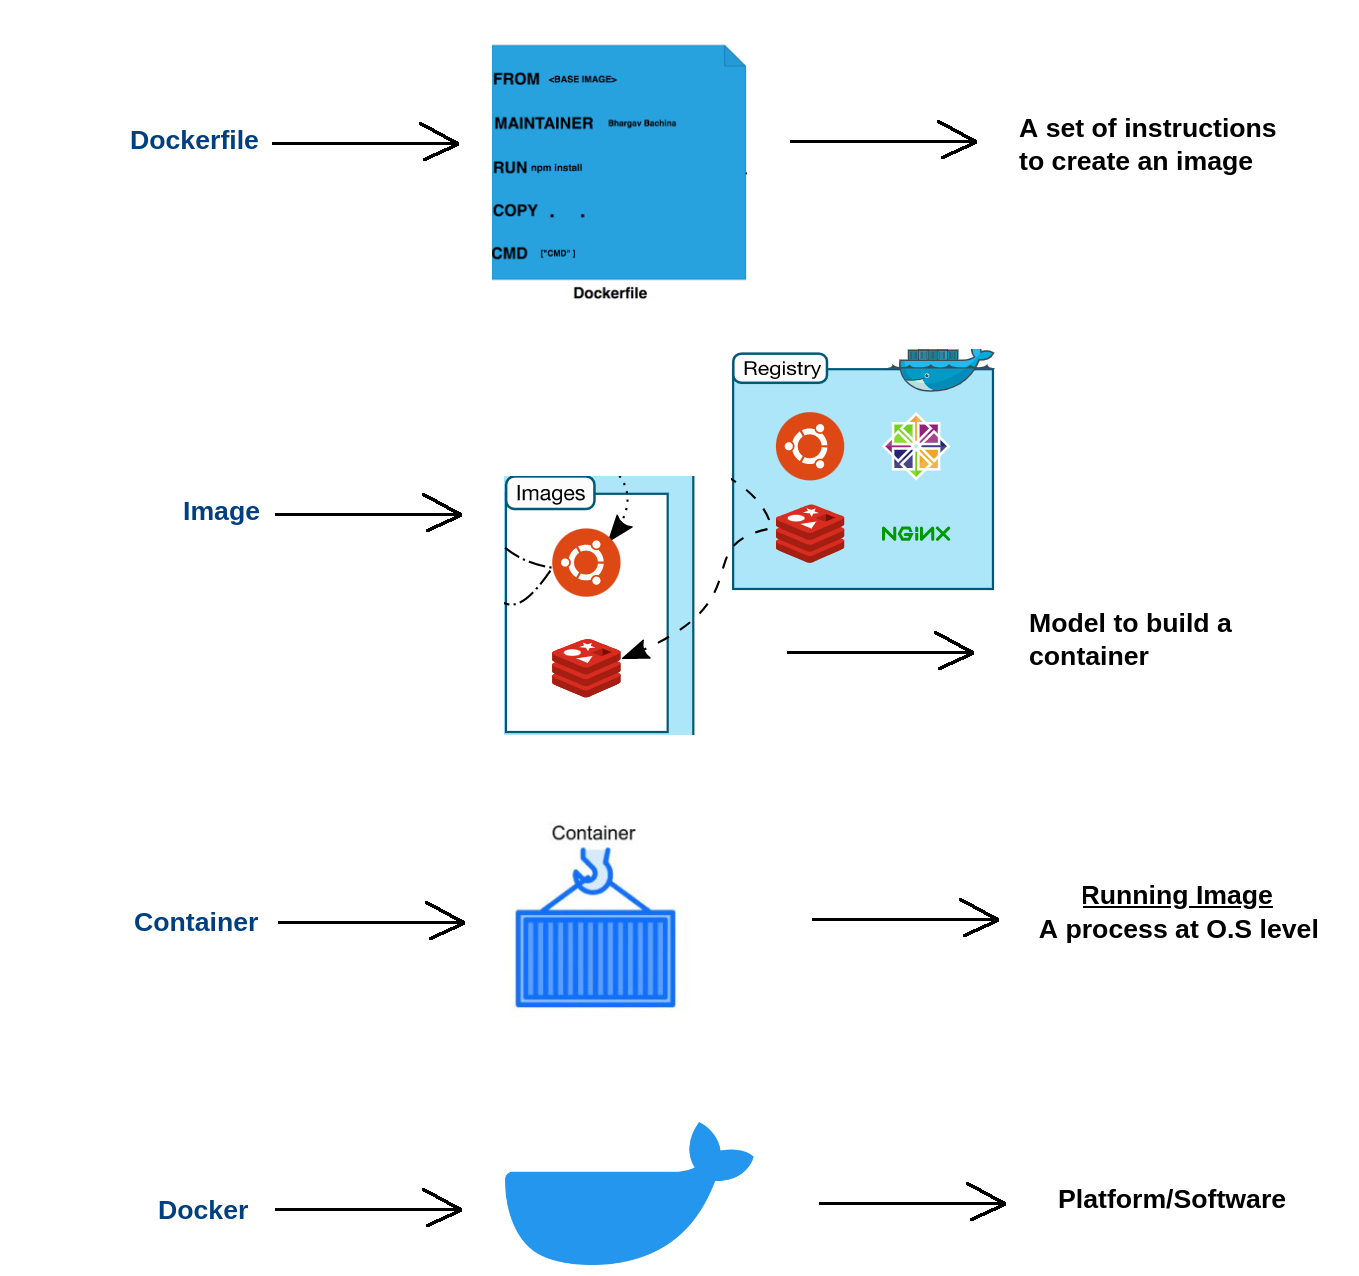 Dockerfile
FROM <BASE IMAGE>
MAINTAINER Bhargav Bachina
RUN npm install
COPY . .
CMD ["CMD" ]
Dockerfile
A set of instructions
to create an image
Image
Images
Registry
NGINX
Model to build a
container
Container
Container
Running Image
A process at O.S level
Docker
Platform/Software